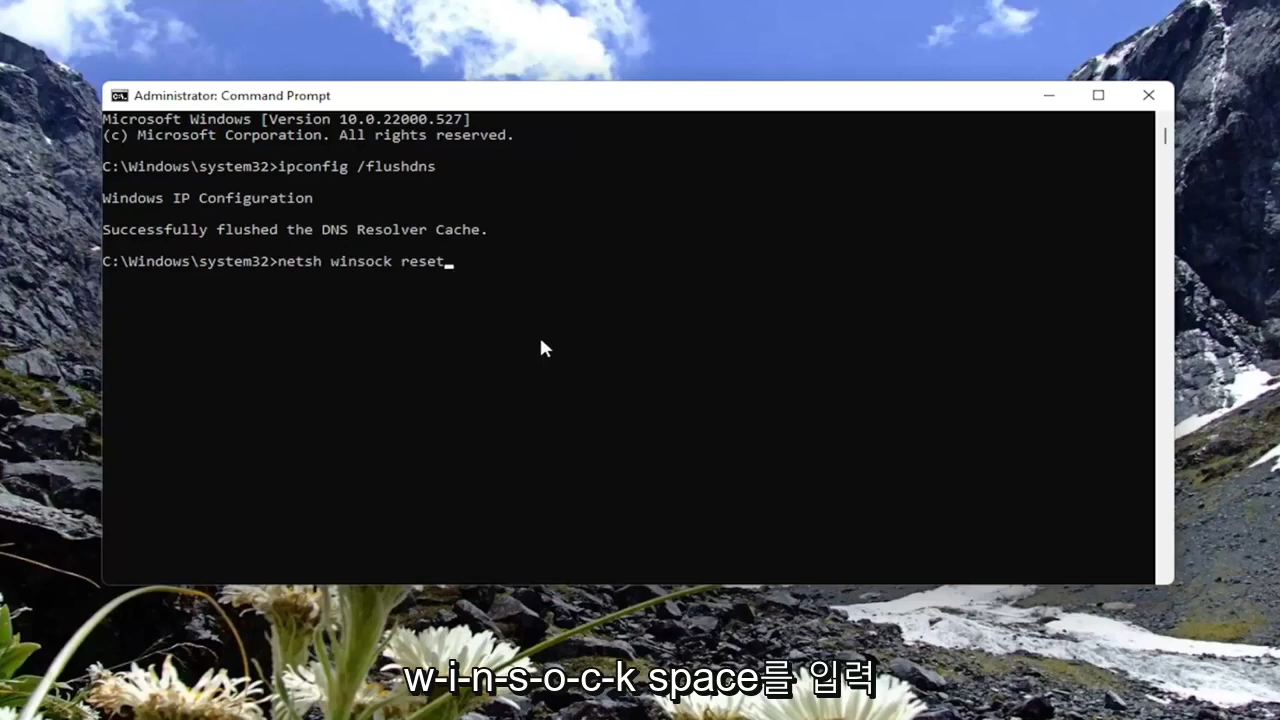 Administrator: Command Prompt
Microsoft Windows [Version 10.0.22000.527]
(c) Microsoft Corporation. All rights reserved.
C:\Windows\system32>ipconfig /flushdns
Windows IP Configuration
Successfully flushed the DNS Resolver Cache.
C:\Windows\system32>netsh winsock reset
w-i-n-s-o-c-k space를 입력